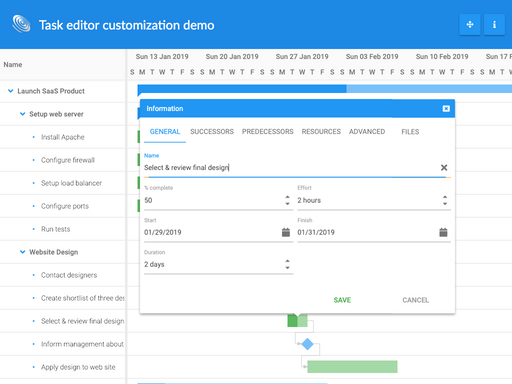 Task editor customization demo
Name
Sun 13 Jan 2019 Sun 20 Jan 2019 Sun 27 Jan 2019 Sun 03 Feb 2019 Sun 10 Feb 2019 Sun 17 F
S M T W T F S S M T W T F S S M T W T F S S M T W T F S S M T W T F S S M T
Launch SaaS Product
Setup web server
Install Apache
Configure firewall
Setup load balancer
Configure ports
Run tests
Website Design
Contact designers
Create shortlist of three des
Select & review final design
Inform management about
Apply design to web site
Information
GENERAL SUCCESSORS PREDECESSORS RESOURCES ADVANCED FILES
Name
Select & review final design
% complete Effort
50 2 hours
Start Finish
01/29/2019 01/31/2019
Duration
2 days
SAVE CANCEL